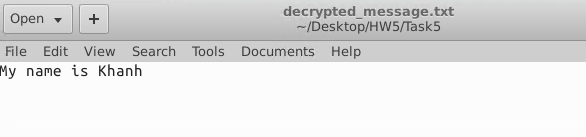 Open
decrypted_message.txt
~/Desktop/HW5/Task5
File Edit View Search Tools Documents Help
My name is Khanh